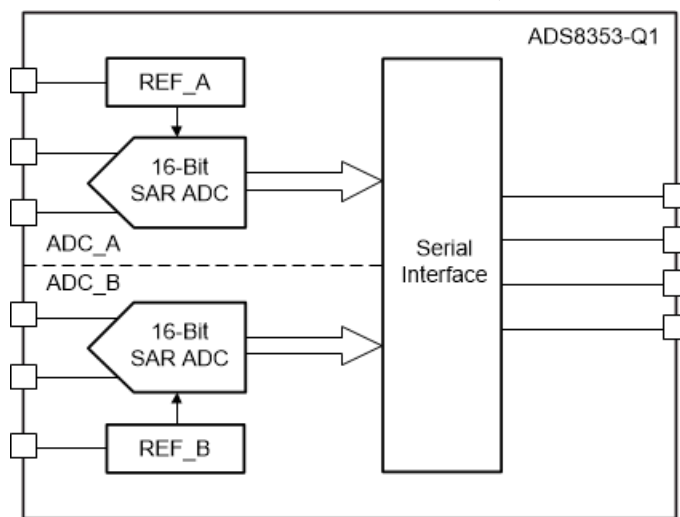 ADS8353-Q1
REF_A
16-Bit
SAR ADC
ADC_A
ADC_B
16-Bit
SAR ADC
REF_B
Serial
Interface